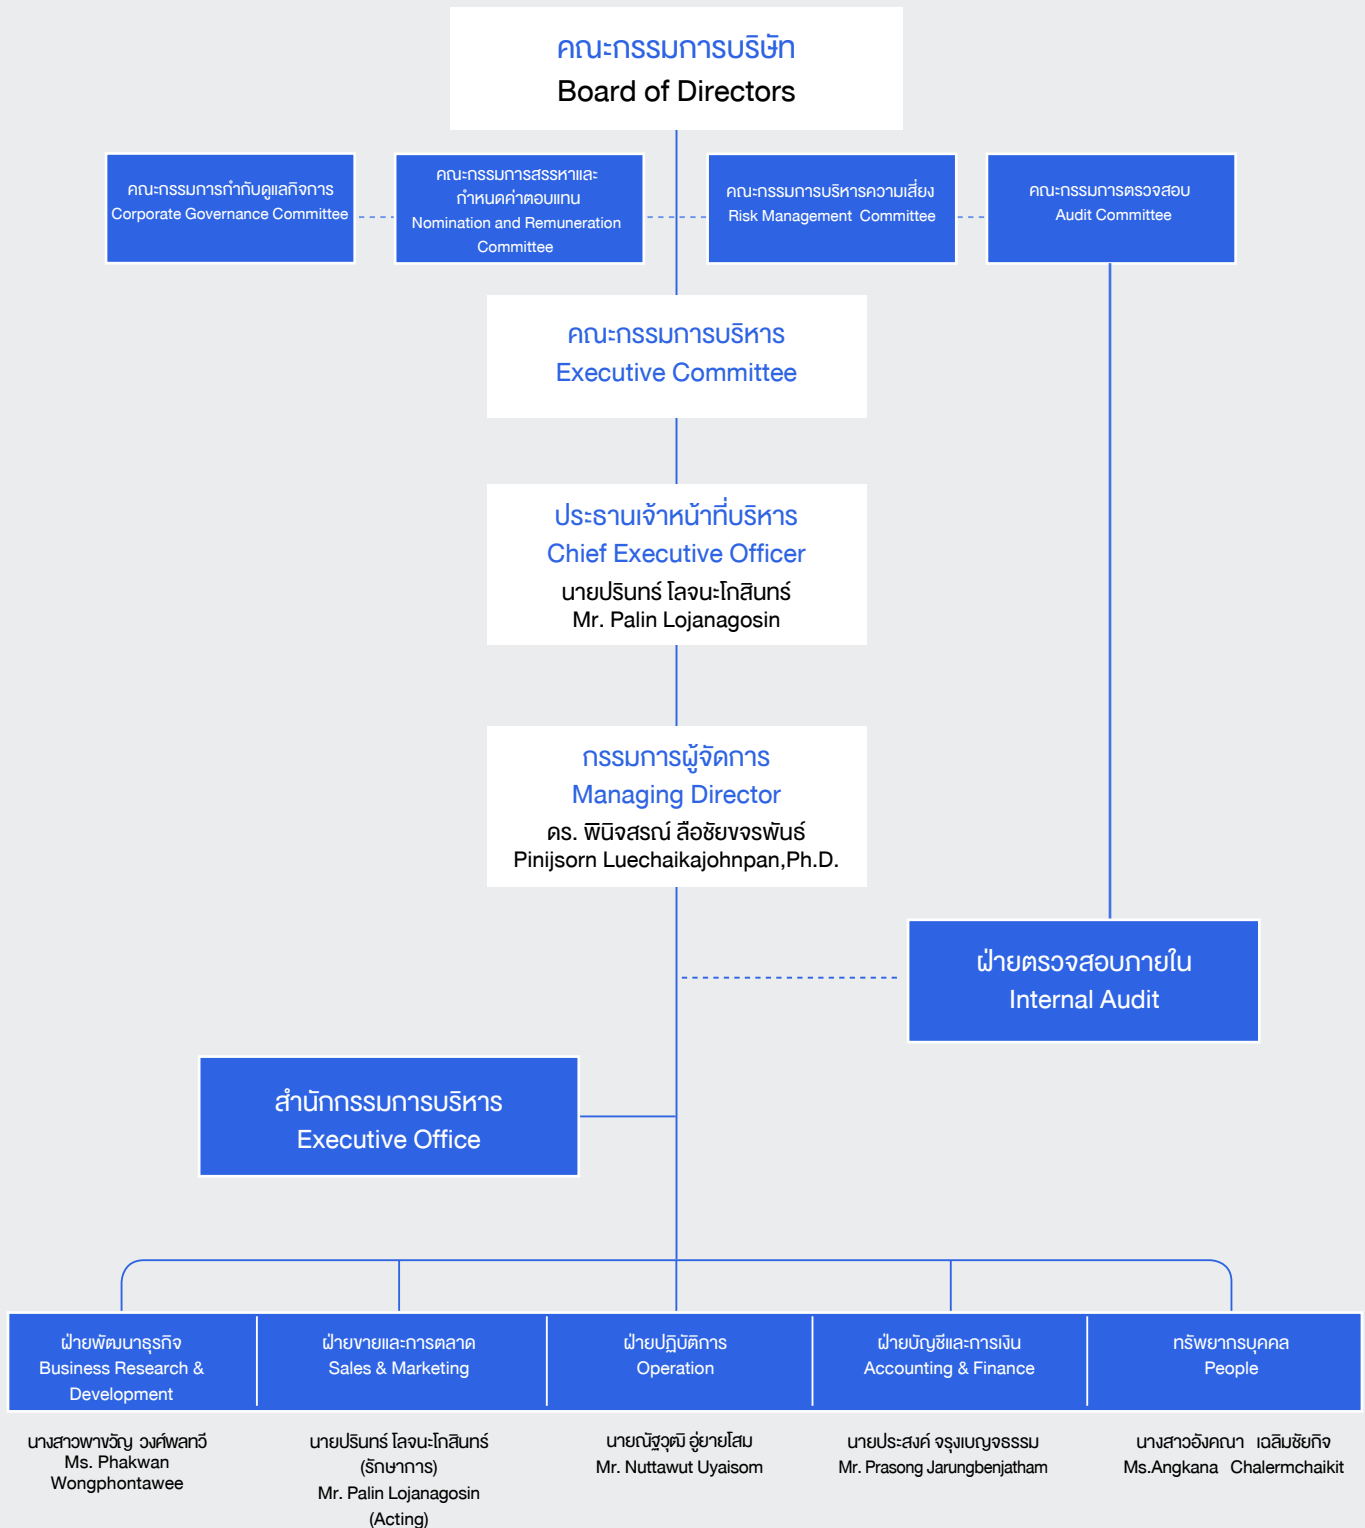 คณะกรรมการบริษัท
Board of Directors
คณะกรรมการกำกับดูแลกิจการ
Corporate Governance Committee
คณะกรรมการสรรหาและ
กำหนดค่าตอบแทน
Nomination and Remuneration
Committee
คณะกรรมการบริหารความเสี่ยง
Risk Management Committee
คณะกรรมการตรวจสอบ
Audit Committee
คณะกรรมการบริหาร
Executive Committee
ประธานเจ้าหน้าที่บริหาร
Chief Executive Officer
นายปรินทร์ โลจนะโกสินทร์
Mr. Palin Lojanagosin
กรรมการผู้จัดการ
Managing Director
ดร. พินิจสรณ์ ลือชัยขจรพันธ์
Pinijsorn Luechaikajohnpan,Ph.D.
ฝ่ายตรวจสอบภายใน
Internal Audit
สำนักกรรมการบริหาร
Executive Office
ฝ่ายพัฒนาธุรกิจ
Business Research &
Development
ฝ่ายขายและการตลาด
Sales & Marketing
ฝ่ายปฏิบัติการ
Operation
ฝ่ายบัญชีและการเงิน
Accounting & Finance
ทรัพยากรบุคคล
People
นางสาวพาขวัญ วงศ์พลทวี
Ms. Phakwan
Wongphontawee
นายปรินทร์ โลจนะโกสินทร์
(รักษาการ)
Mr. Palin Lojanagosin
(Acting)
นายณัฐวุฒิ อู่ยายโสม
Mr. Nuttawut Uyaisom
นายประสงค์ จรุงเบญจธรรม
Mr. Prasong Jarungbenjatham
นางสาวอังคณา เฉลิมชัยกิจ
Ms.Angkana Chalermchaikit